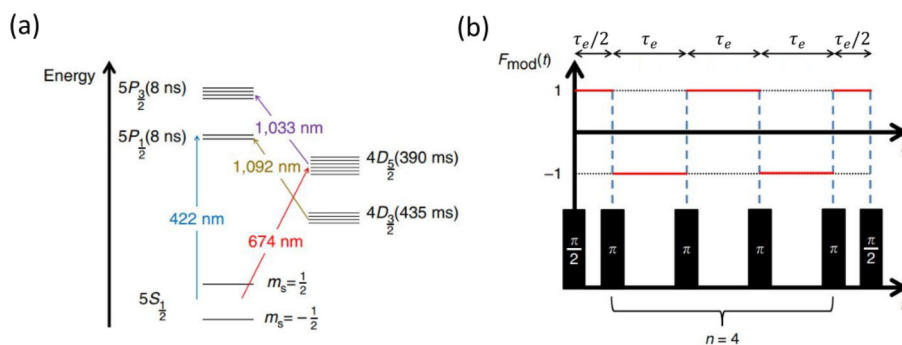 (a)
Energy
5P3/2(8 ns)
5P1/2(8 ns)
1,033 nm
1,092 nm
4D5/2(390 ms)
4D3/2(435 ms)
422 nm
674 nm
5S1/2
ms=1/2
ms=−1/2
(b)
τe/2 τe τe τe τe/2
Fmod(t)
1
−1
π/2 π π π π π/2
n = 4